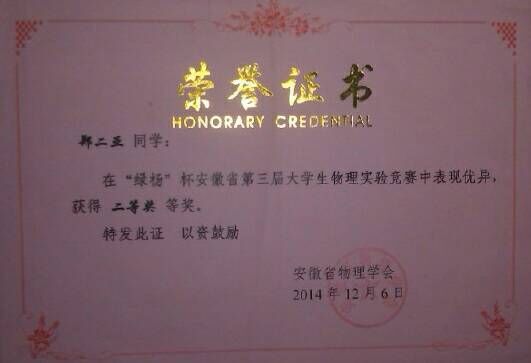 荣誉证书
HONORARY CREDENTIAL
郑二亚 同学：
在“绿杨”杯安徽省第三届大学生物理实验竞赛中表现优异，
获得 二等奖 等奖。
特发此证 以资鼓励
安徽省物理学会
2014 年 12 月 6 日